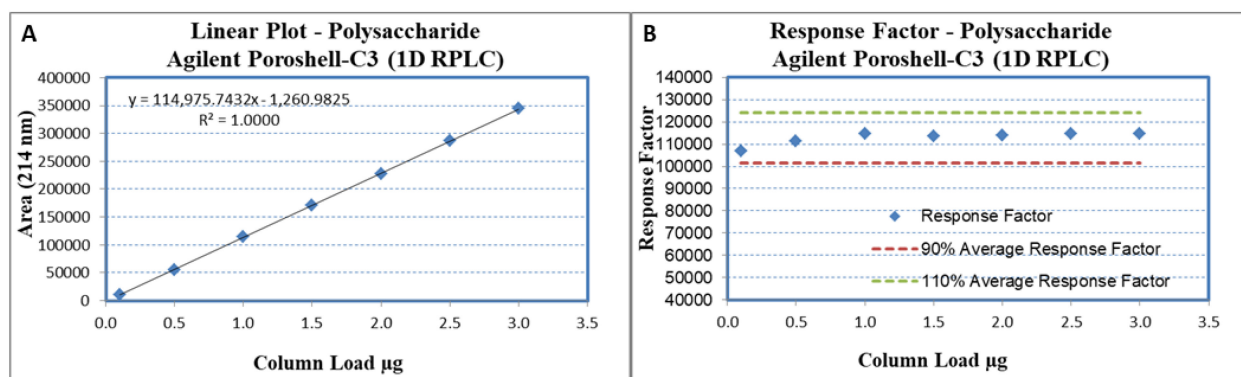 A
Linear Plot - Polysaccharide
Agilent Poroshell-C3 (1D RPLC)
Area (214 nm)
400000
350000
300000
250000
200000
150000
100000
50000
0
y = 114,975.7432x - 1,260.9825
R² = 1.0000
0.0 0.5 1.0 1.5 2.0 2.5 3.0 3.5
Column Load µg
B
Response Factor - Polysaccharide
Agilent Poroshell-C3 (1D RPLC)
Response Factor
140000
130000
120000
110000
100000
90000
80000
70000
60000
50000
40000
Response Factor
90% Average Response Factor
110% Average Response Factor
0.0 0.5 1.0 1.5 2.0 2.5 3.0 3.5
Column Load µg